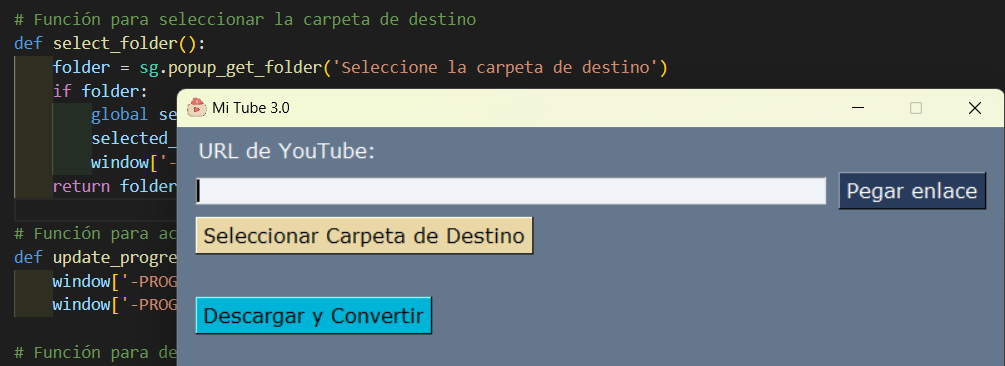 # Función para seleccionar la carpeta de destino
def select_folder():
folder = sg.popup_get_folder('Seleccione la carpeta de destino')
if folder:
global se
selected_
window['-
return folder
# Función para ac
def update_progre
window['-PROG
window['-PROG
# Función para de
Mi Tube 3.0
URL de YouTube:
Pegar enlace
Seleccionar Carpeta de Destino
Descargar y Convertir